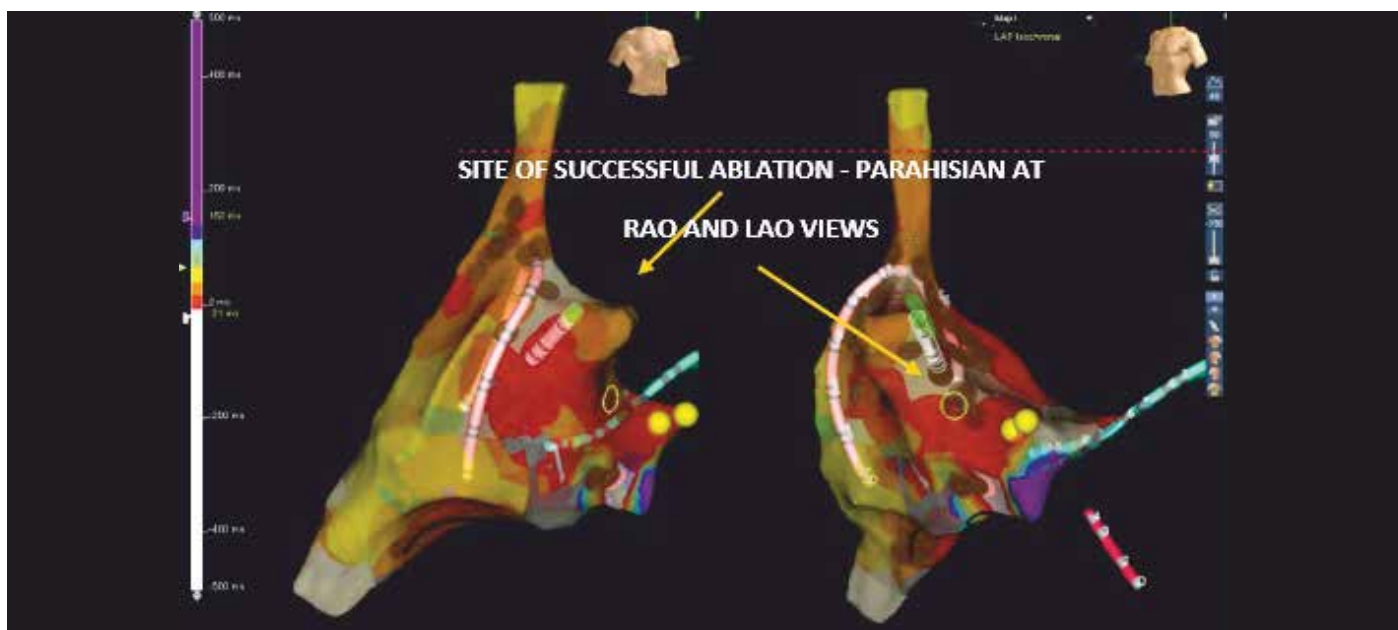 500 ms
Map1
LAT Isochronal
400 ms
SITE OF SUCCESSFUL ABLATION - PARAHISIAN AT
200 ms
150 ms
RAO AND LAO VIEWS
-200 ms
-400 ms
-500 ms